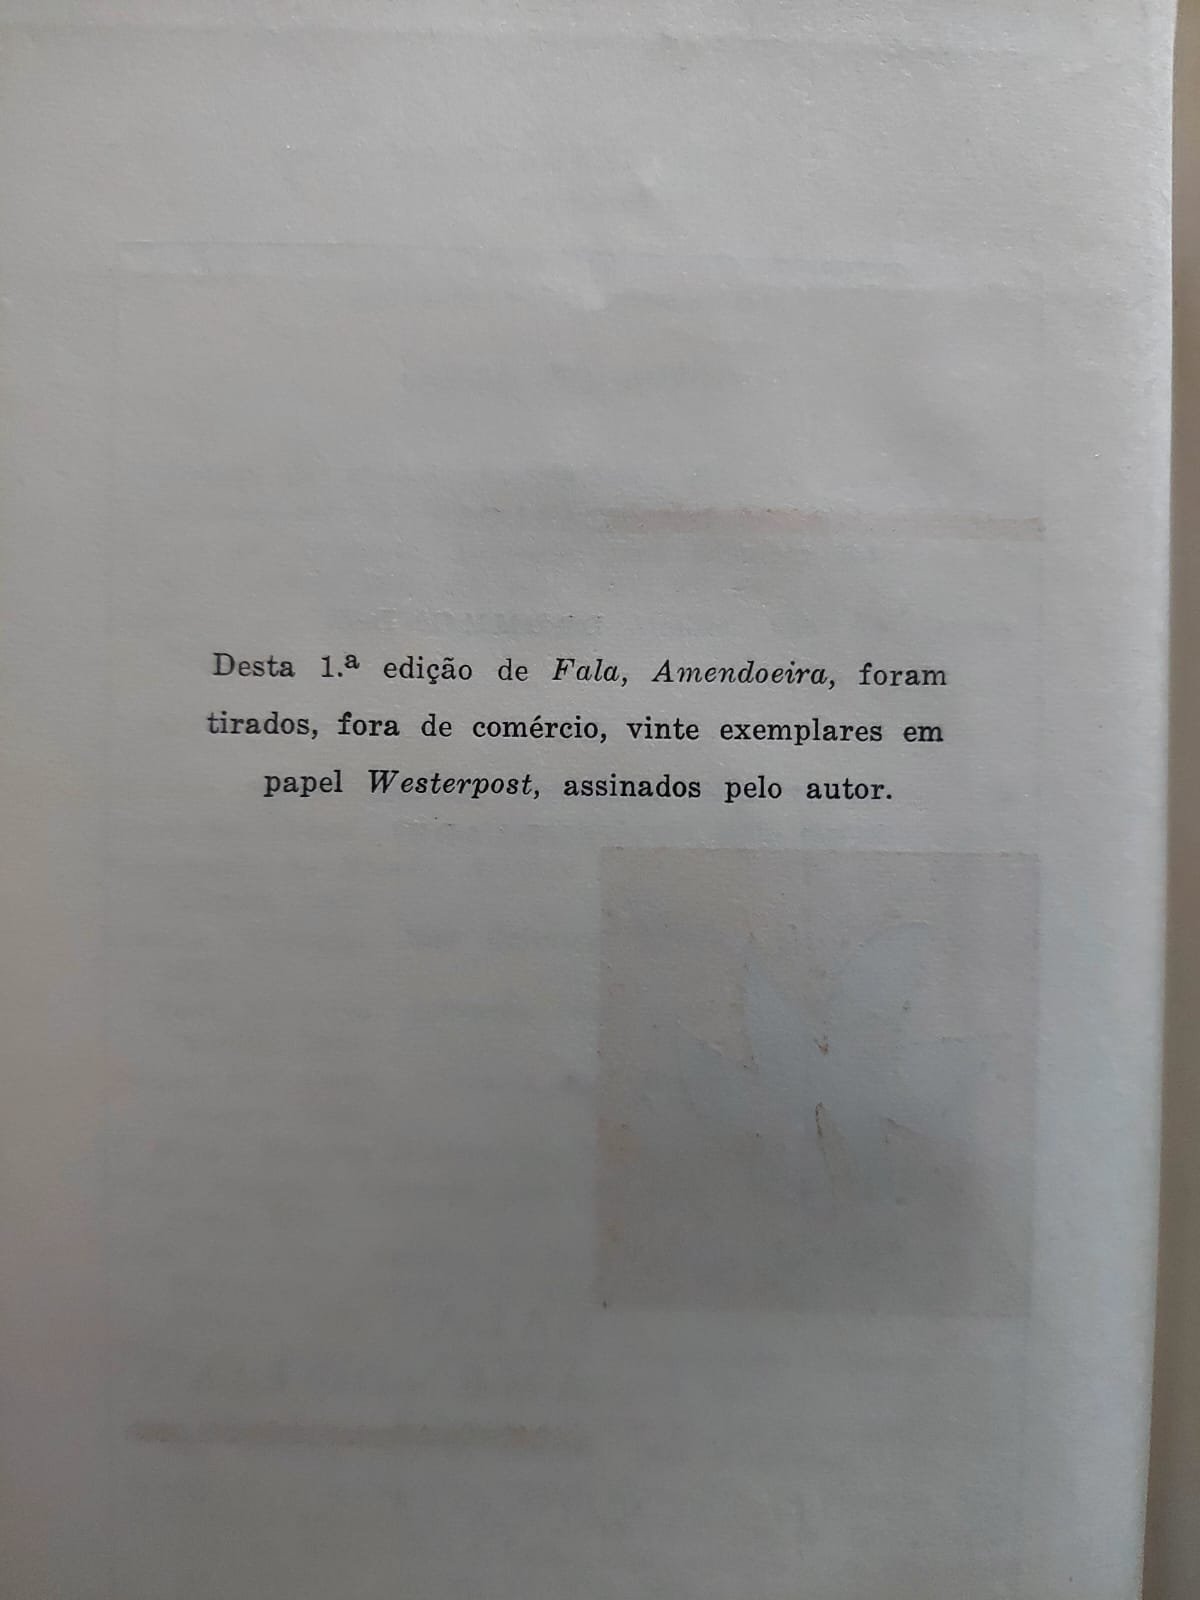 Desta 1.ª edição de Fala, Amendoeira, foram
tirados, fora de comércio, vinte exemplares em
papel Westerpost, assinados pelo autor.